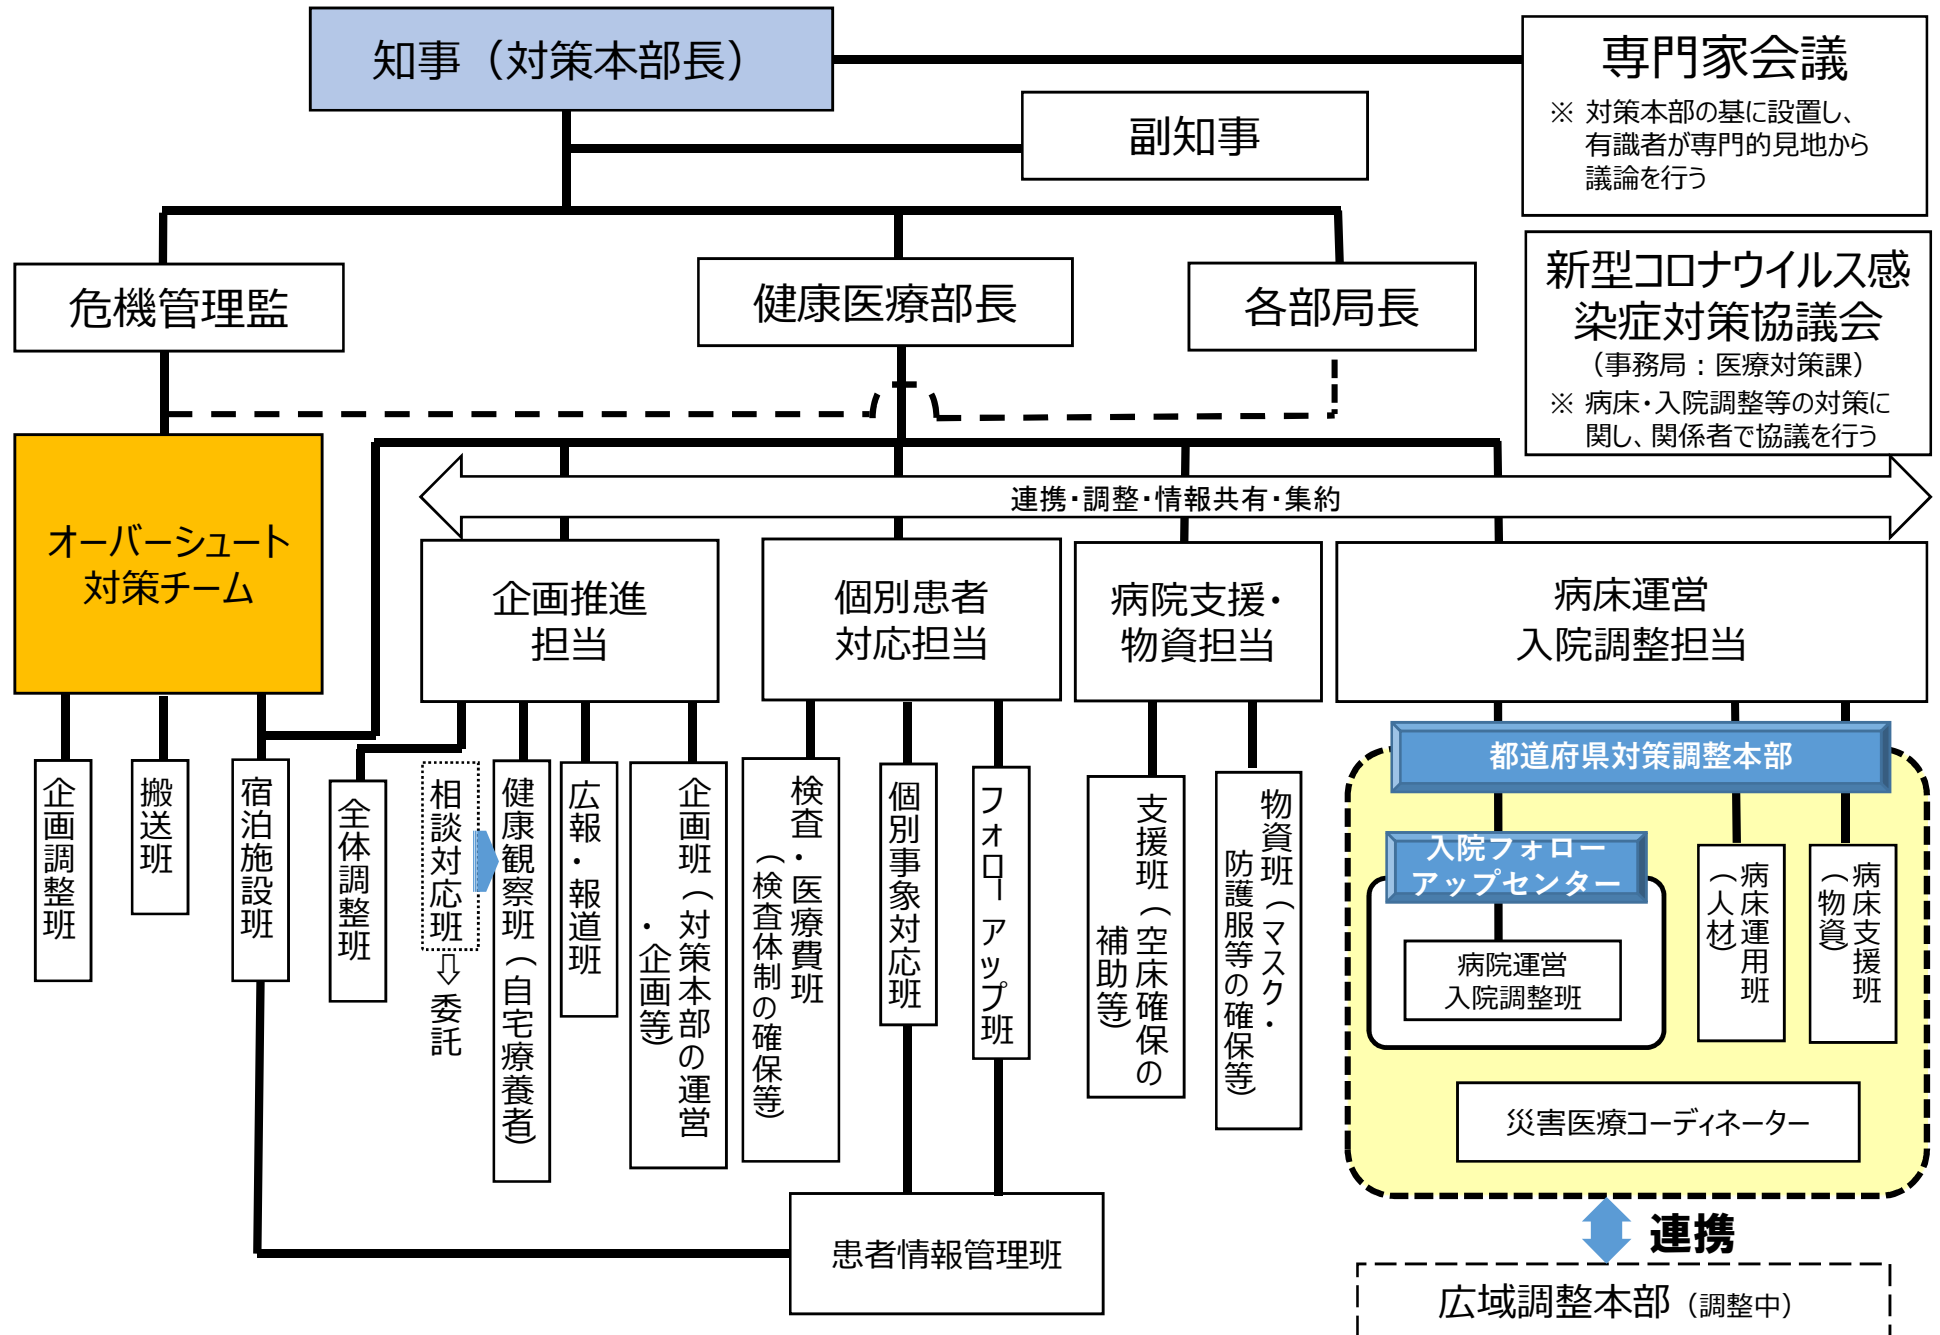 知事（対策本部長）
専門家会議
※ 対策本部の基に設置し、
有識者が専門的見地から
議論を行う
副知事
危機管理監
健康医療部長
各部局長
新型コロナウイルス感
染症対策協議会
（事務局：医療対策課）
※ 病床・入院調整等の対策に
関し、関係者で協議を行う
連携・調整・情報共有・集約
オーバーシュート
対策チーム
企画推進
担当
個別患者
対応担当
病院支援・
物資担当
病床運営
入院調整担当
企画調整班
搬送班
宿泊施設班
全体調整班
相談対応班
⇩
委託
健康観察班（自宅療養者）
広報・報道班
企画班（対策本部の運営
・企画等）
検査・医療費班
（検査体制の確保等）
個別事象対応班
フォローアップ班
支援班（空床確保の
補助等）
物資班（マスク・
防護服等の確保等）
都道府県対策調整本部
入院フォロー
アップセンター
病院運営
入院調整班
病床運用班
（人材）
病床支援班
（物資）
災害医療コーディネーター
患者情報管理班
連携
広域調整本部（調整中）